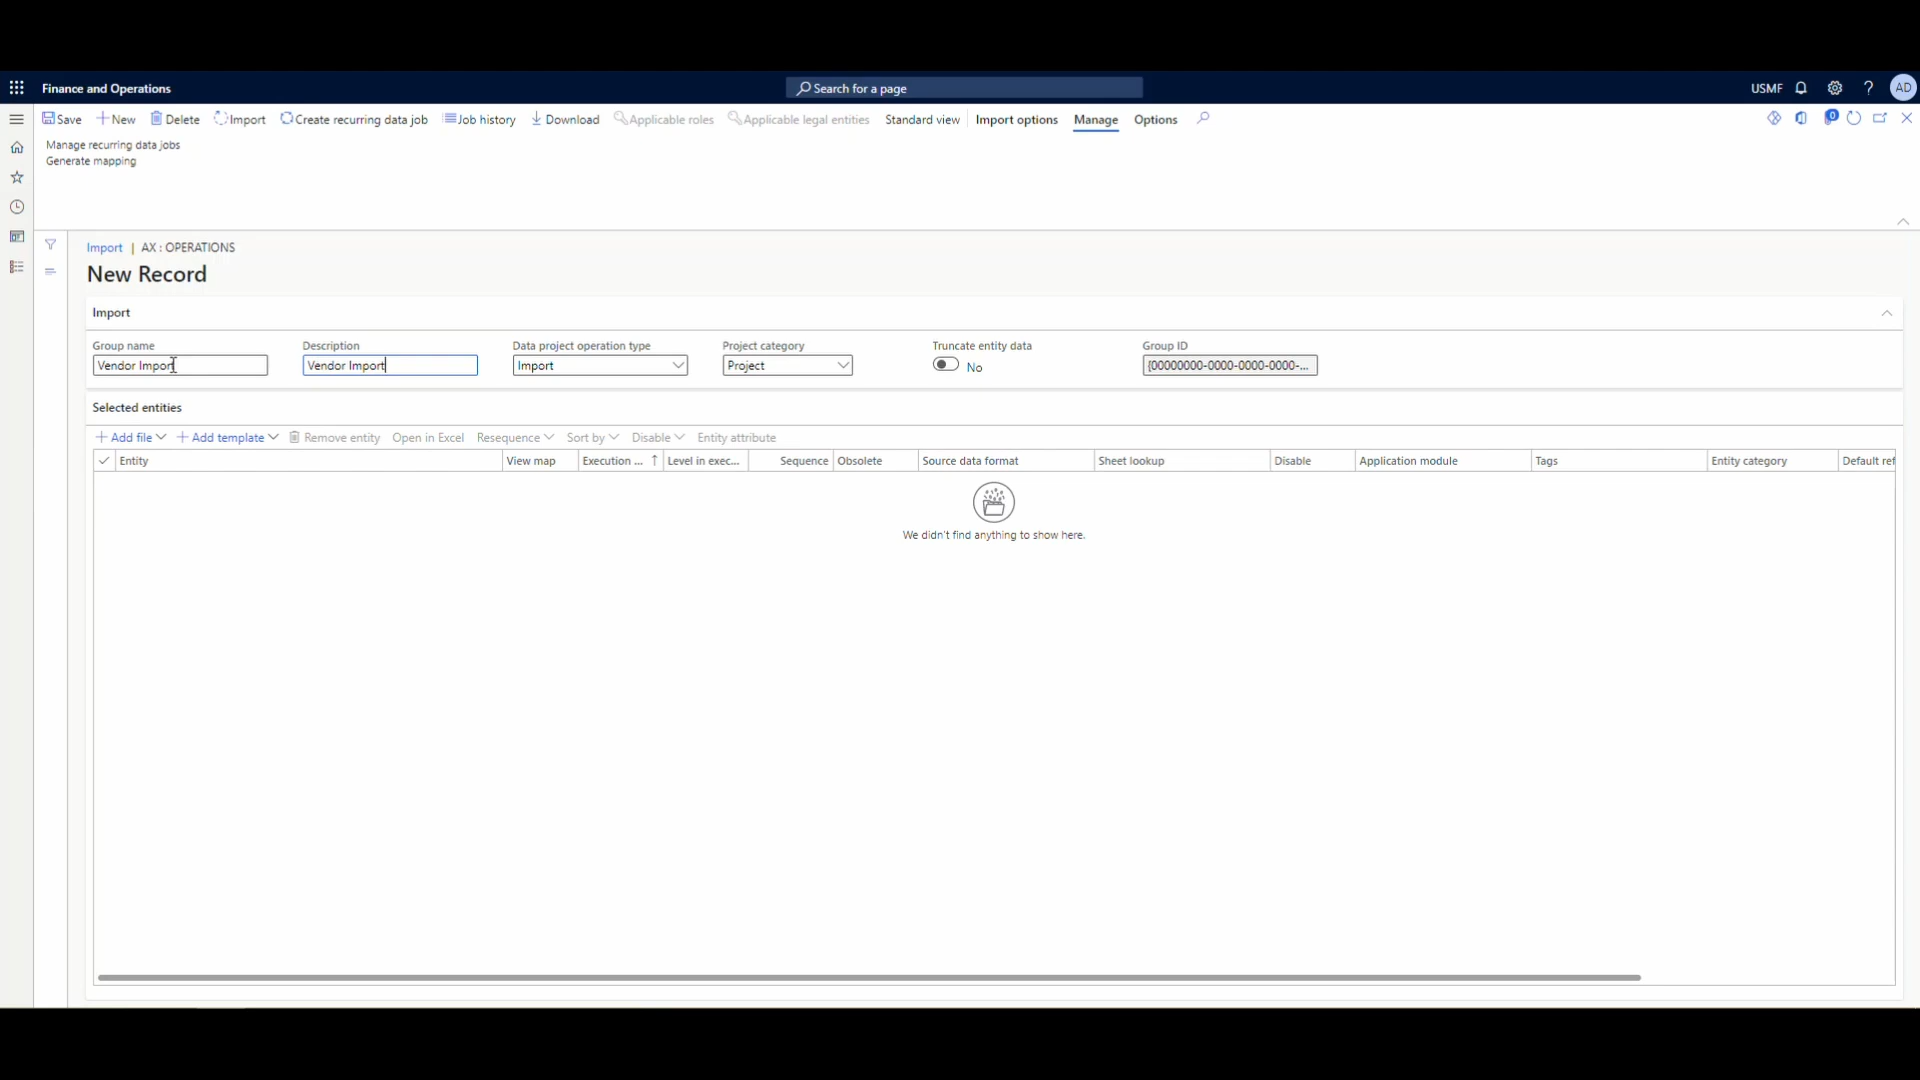 Finance and Operations
Search for a page
USMF
?
AD
Save
New
Delete
Import
Create recurring data job
Job history
Download
Applicable roles
Applicable legal entities
Standard view
Import options
Manage
Options
0
Manage recurring data jobs
Generate mapping
Import | AX : OPERATIONS
New Record
Import
Group name
Description
Data project operation type
Project category
Truncate entity data
Group ID
Vendor Import
Vendor Import
Import
Project
No
{00000000-0000-0000-0000-...
Selected entities
Add file
Add template
Remove entity
Open in Excel
Resequence
Sort by
Disable
Entity attribute
Entity
View map
Execution ...
Level in exec...
Sequence
Obsolete
Source data format
Sheet lookup
Disable
Application module
Tags
Entity category
Default ref
We didn't find anything to show here.